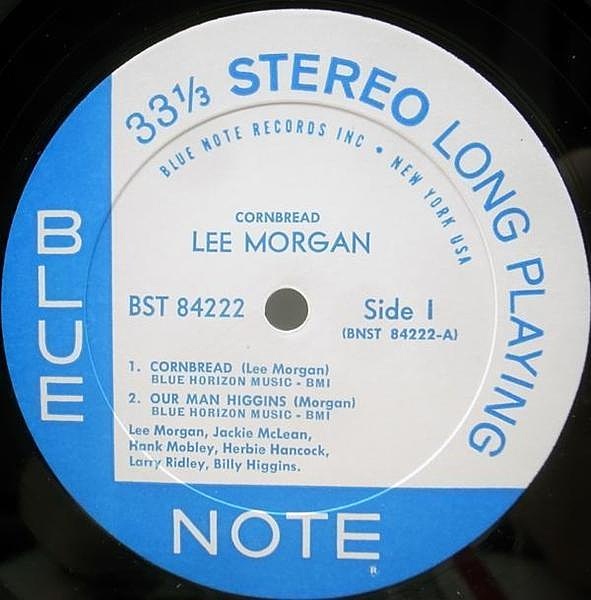 33⅓ STEREO LONG PLAYING
BLUE NOTE RECORDS INC • NEW YORK USA
CORNBREAD
LEE MORGAN
BST 84222
Side 1
(BNST 84222-A)
1. CORNBREAD (Lee Morgan)
BLUE HORIZON MUSIC - BMI
2. OUR MAN HIGGINS (Morgan)
BLUE HORIZON MUSIC - BMI
Lee Morgan, Jackie McLean,
Hank Mobley, Herbie Hancock,
Larry Ridley, Billy Higgins.
BLUE
NOTE
®